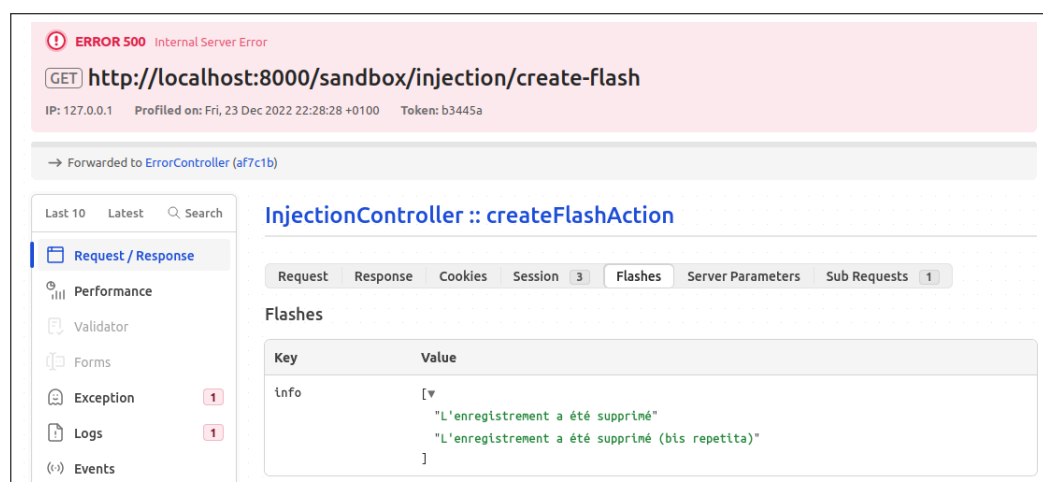 ERROR 500 Internal Server Error
GET http://localhost:8000/sandbox/injection/create-flash
IP: 127.0.0.1 Profiled on: Fri, 23 Dec 2022 22:28:28 +0100 Token: b3445a
→ Forwarded to ErrorController (af7c1b)
Last 10 Latest Search
Request / Response
Performance
Validator
Forms
Exception 1
Logs 1
Events
InjectionController :: createFlashAction
Request Response Cookies Session 3 Flashes Server Parameters Sub Requests 1
Flashes
Key Value
info [▼
"L'enregistrement a été supprimé"
"L'enregistrement a été supprimé (bis repetita)"
]